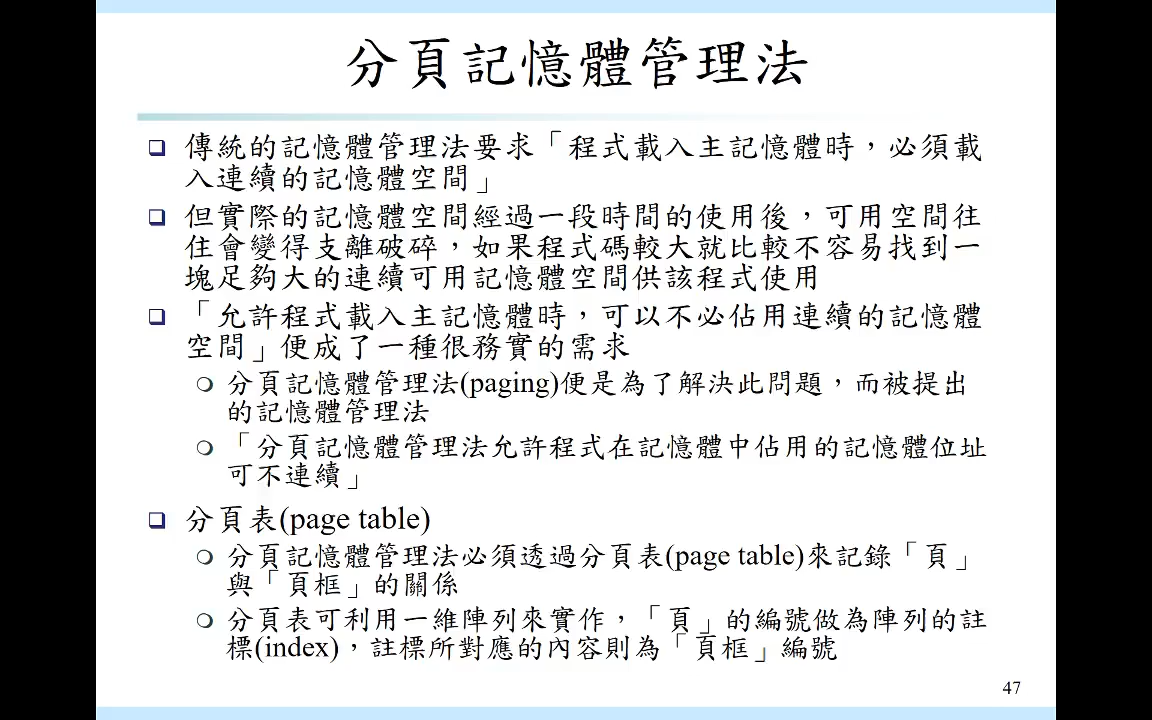 分頁記憶體管理法
傳統的記憶體管理法要求「程式載入主記憶體時，必須載
入連續的記憶體空間」
但實際的記憶體空間經過一段時間的使用後，可用空間往
往會變得支離破碎，如果程式碼較大就比較不容易找到一
塊足夠大的連續可用記憶體空間供該程式使用
「允許程式載入主記憶體時，可以不必佔用連續的記憶體
空間」便成了一種很務實的需求
分頁記憶體管理法(paging)便是為了解決此問題，而被提出
的記憶體管理法
「分頁記憶體管理法允許程式在記憶體中佔用的記憶體位址
可不連續」
分頁表(page table)
分頁記憶體管理法必須透過分頁表(page table)來記錄「頁」
與「頁框」的關係
分頁表可利用一維陣列來實作，「頁」的編號做為陣列的註
標(index)，註標所對應的內容則為「頁框」編號
47